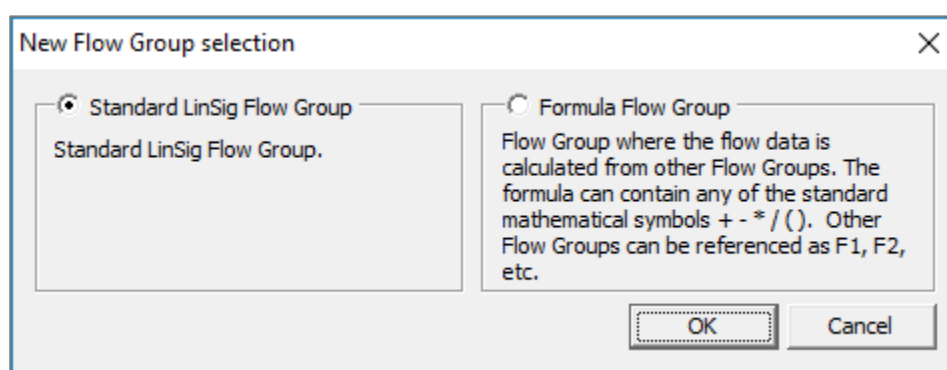 New Flow Group selection
Standard LinSig Flow Group
Standard LinSig Flow Group.
Formula Flow Group
Flow Group where the flow data is
calculated from other Flow Groups. The
formula can contain any of the standard
mathematical symbols + - * / ( ).  Other
Flow Groups can be referenced as F1, F2,
etc.
OK
Cancel